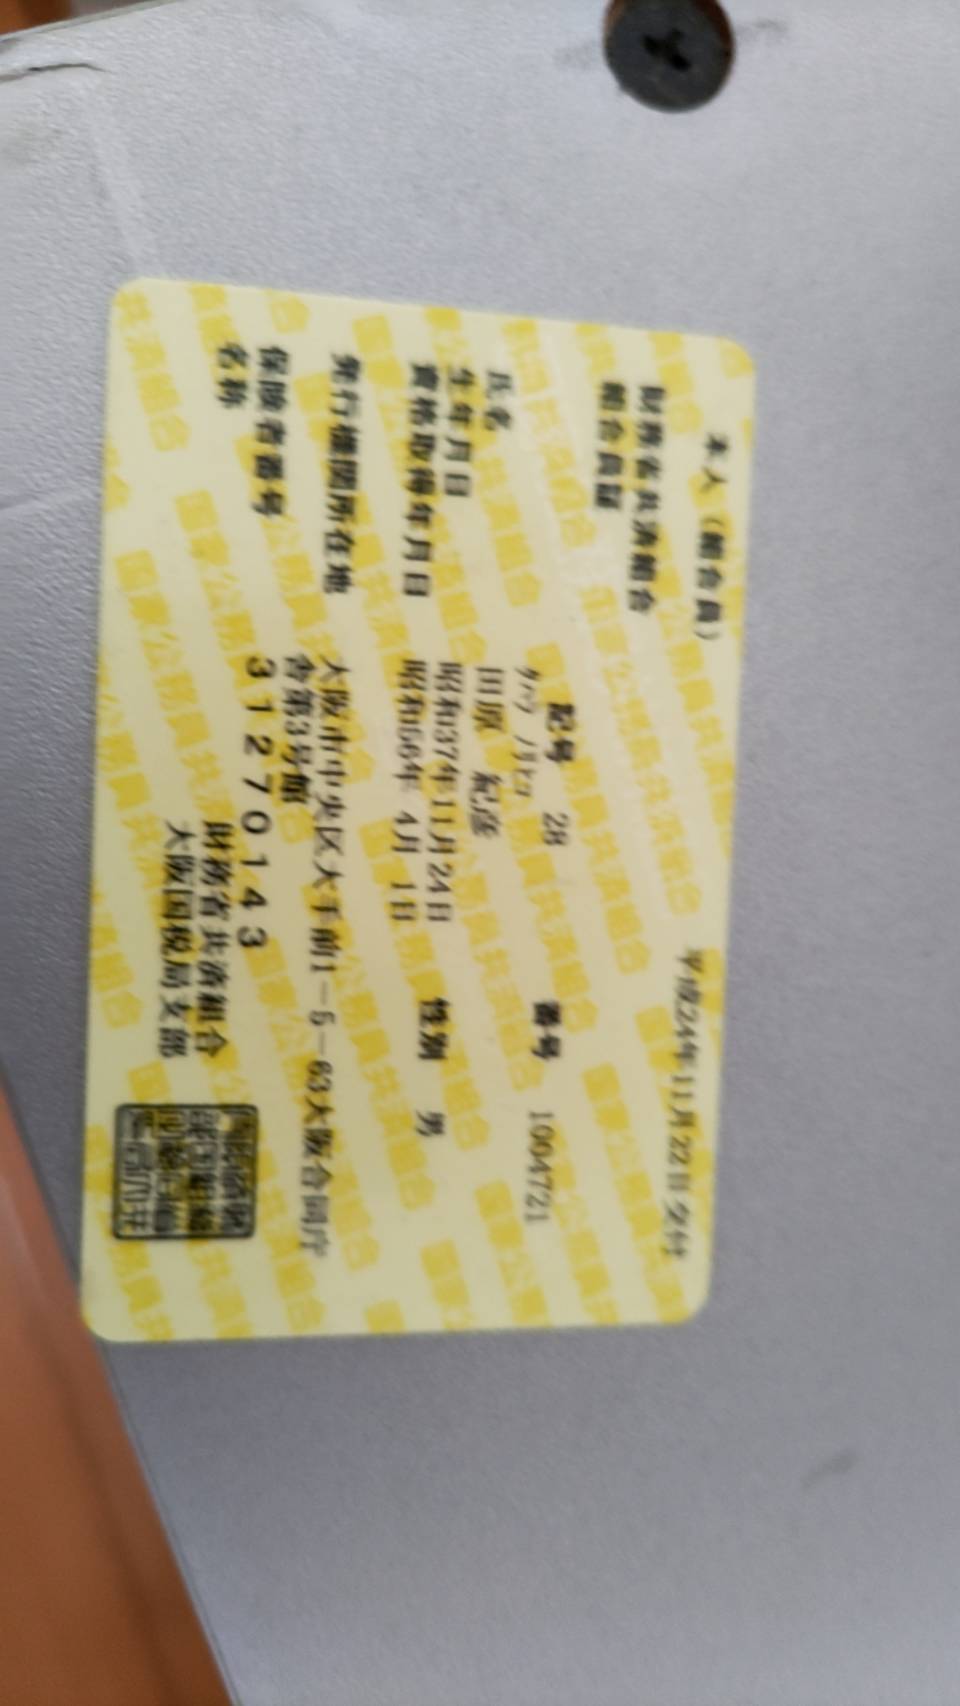 本人（組合員）　平成24年11月22日交付
財務省共済組合
組合員証
記号　28　番号　1004721
氏名　田原　紀彦
生年月日　昭和37年11月24日　性別　男
資格取得年月日　昭和56年　4月　1日
発行機関所在地　大阪市中央区大手前1－5－63大阪合同庁
舎第3号館
保険者番号　31270143
名称　財務省共済組合
大阪国税局支部